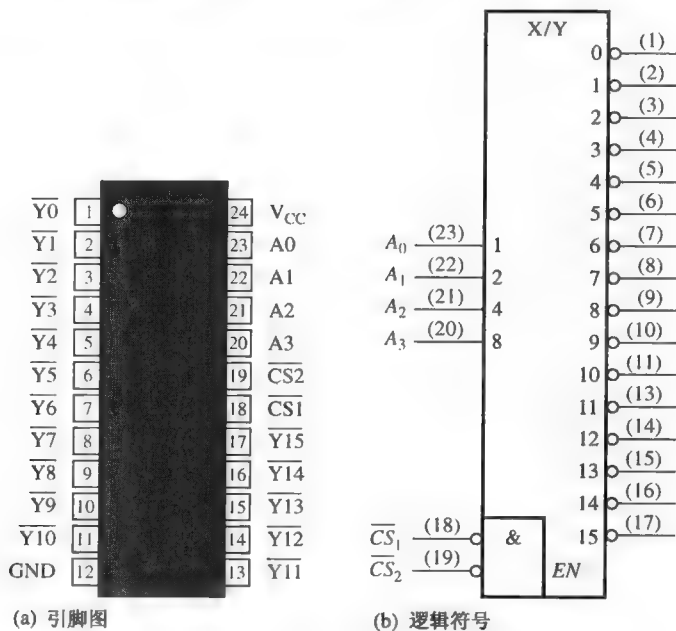 Y0 1 24 VCC
Y1 2 23 A0
Y2 3 22 A1
Y3 4 21 A2
Y4 5 20 A3
Y5 6 19 CS2
Y6 7 18 CS1
Y7 8 17 Y15
Y8 9 16 Y14
Y9 10 15 Y13
Y10 11 14 Y12
GND 12 13 Y11
(a) 引脚图
X/Y
0 (1)
1 (2)
2 (3)
3 (4)
4 (5)
5 (6)
A0 (23) 1 6 (7)
A1 (22) 2 7 (8)
A2 (21) 4 8 (9)
A3 (20) 8 9 (10)
10 (11)
11 (13)
12 (14)
13 (15)
14 (16)
15 (17)
CS1 (18) &
CS2 (19) EN
(b) 逻辑符号